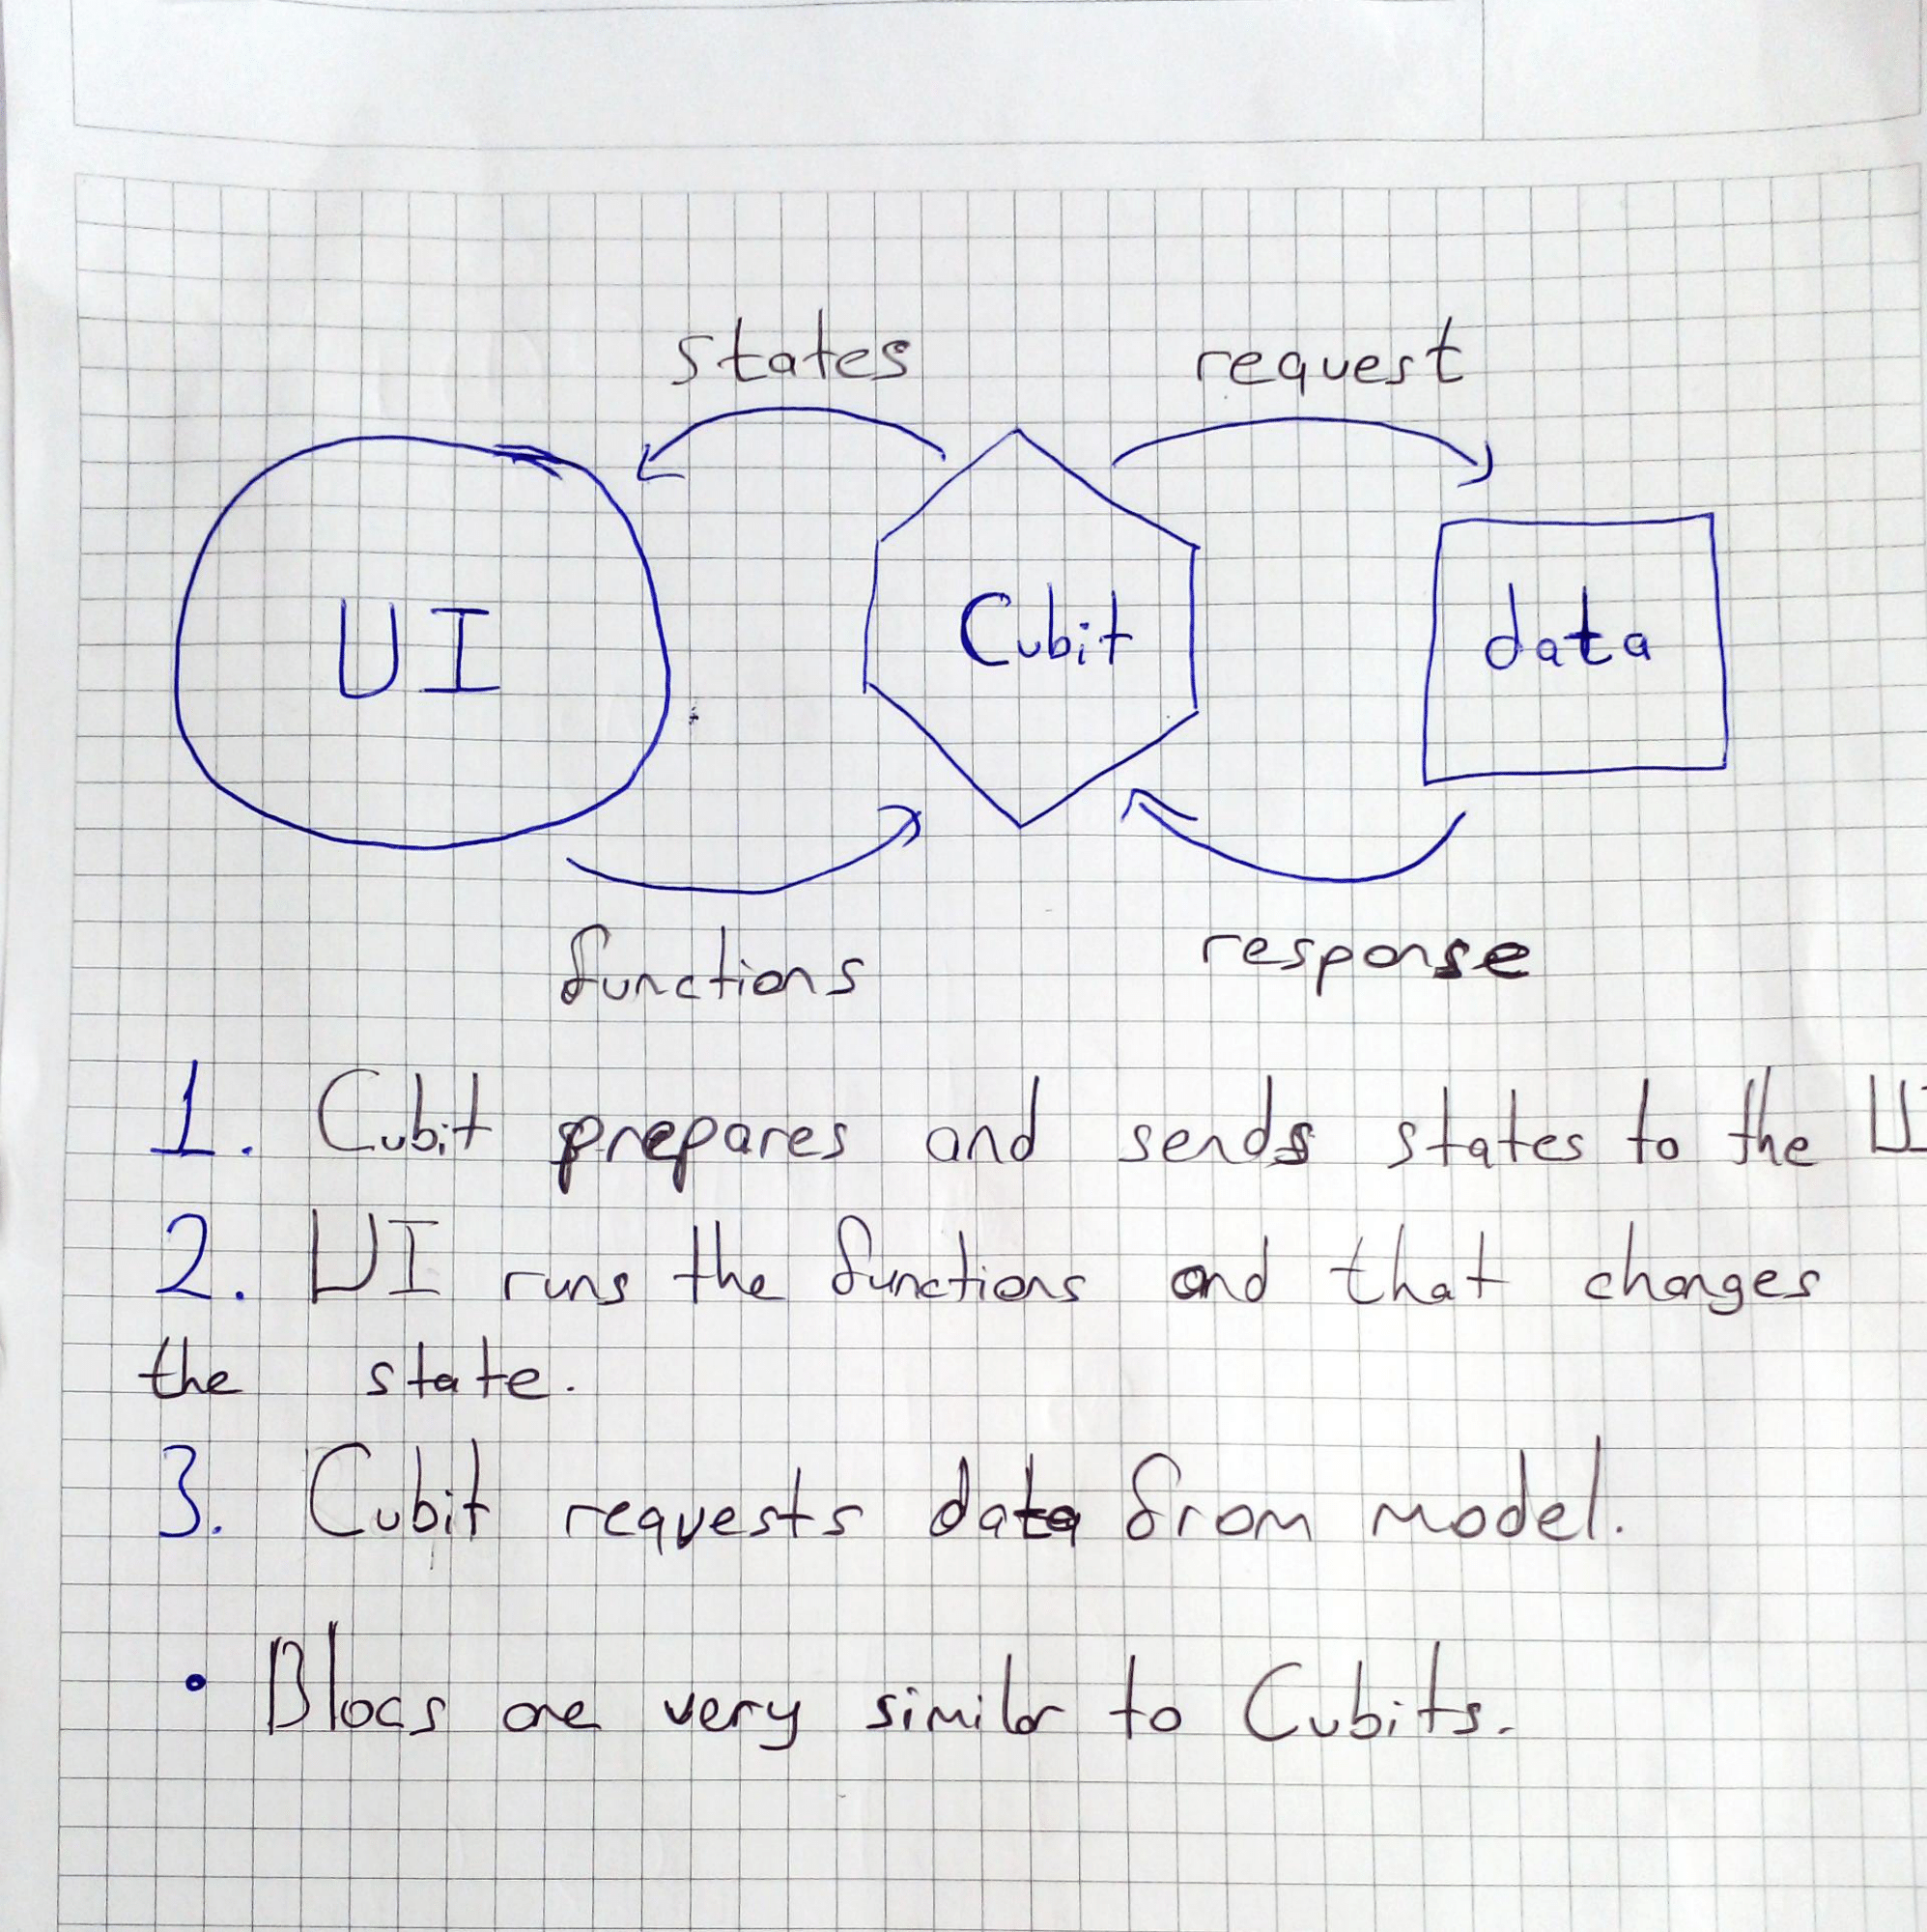 states request
UI Cubit data
functions response
1. Cubit prepares and sends states to the UI
2. UI runs the functions and that changes
the state.
3. Cubit requests data from model.
• Blocs are very similar to Cubits.